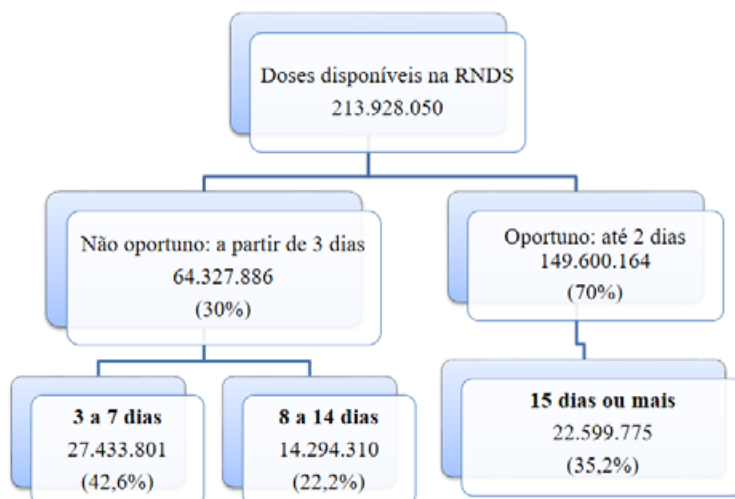 Doses disponíveis na RNDS
213.928.050
Não oportuno: a partir de 3 dias
64.327.886
(30%)
Oportuno: até 2 dias
149.600.164
(70%)
3 a 7 dias
27.433.801
(42,6%)
8 a 14 dias
14.294.310
(22,2%)
15 dias ou mais
22.599.775
(35,2%)